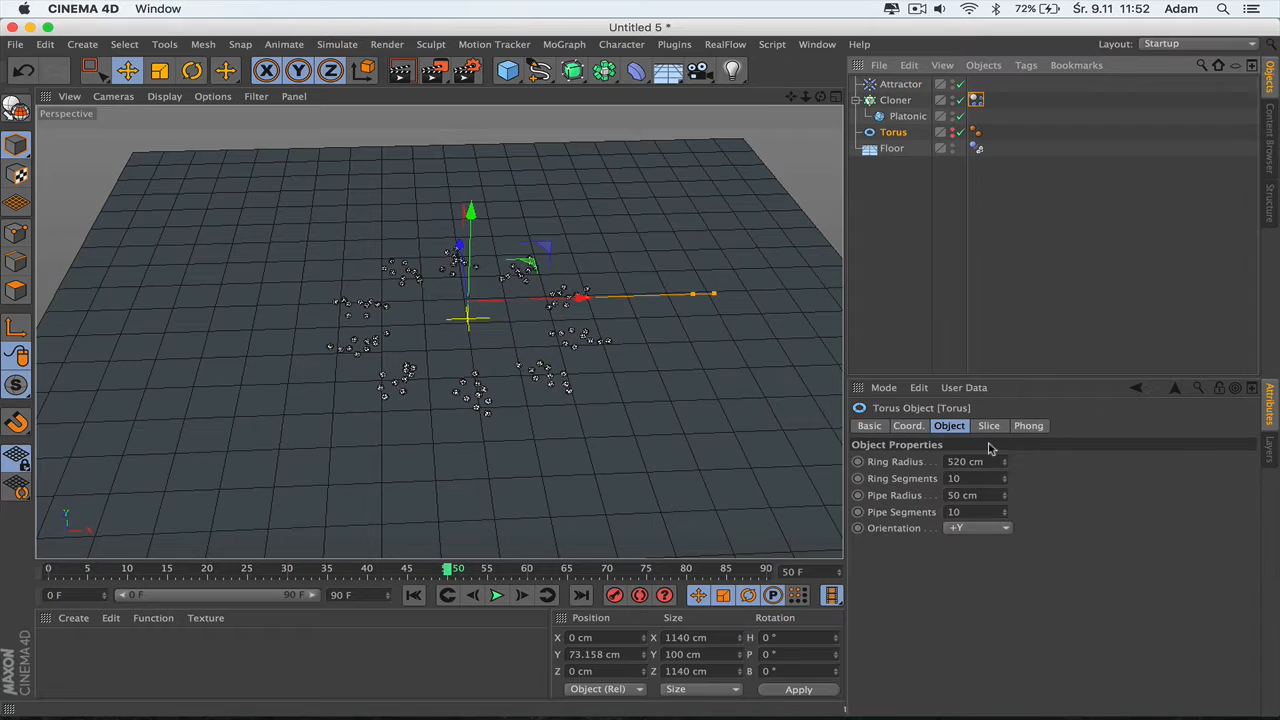 CINEMA 4D Window 72% Śr. 9.11 11:52 Adam
Untitled 5 *
File Edit Create Select Tools Mesh Snap Animate Simulate Render Sculpt Motion Tracker MoGraph Character Plugins RealFlow Script Window Help Layout: Startup
File Edit View Objects Tags Bookmarks
View Cameras Display Options Filter Panel
Perspective
Attractor
Cloner
Platonic
Torus
Floor
Objects
Content Browser
Structure
Mode Edit User Data
Torus Object [Torus]
Basic Coord. Object Slice Phong
Object Properties
Ring Radius . . . 520 cm
Ring Segments 10
Pipe Radius . . . 50 cm
Pipe Segments 10
Orientation . . . +Y
Attributes
Layers
Y
X
0 5 10 15 20 25 30 35 40 45 50 55 60 65 70 75 80 85 90 50 F
0 F 0 F 90 F 90 F
Create Edit Function Texture
Position Size Rotation
X 0 cm X 1140 cm H 0 °
Y 73.158 cm Y 100 cm P 0 °
Z 0 cm Z 1140 cm B 0 °
Object (Rel) Size Apply
MAXON CINEMA 4D